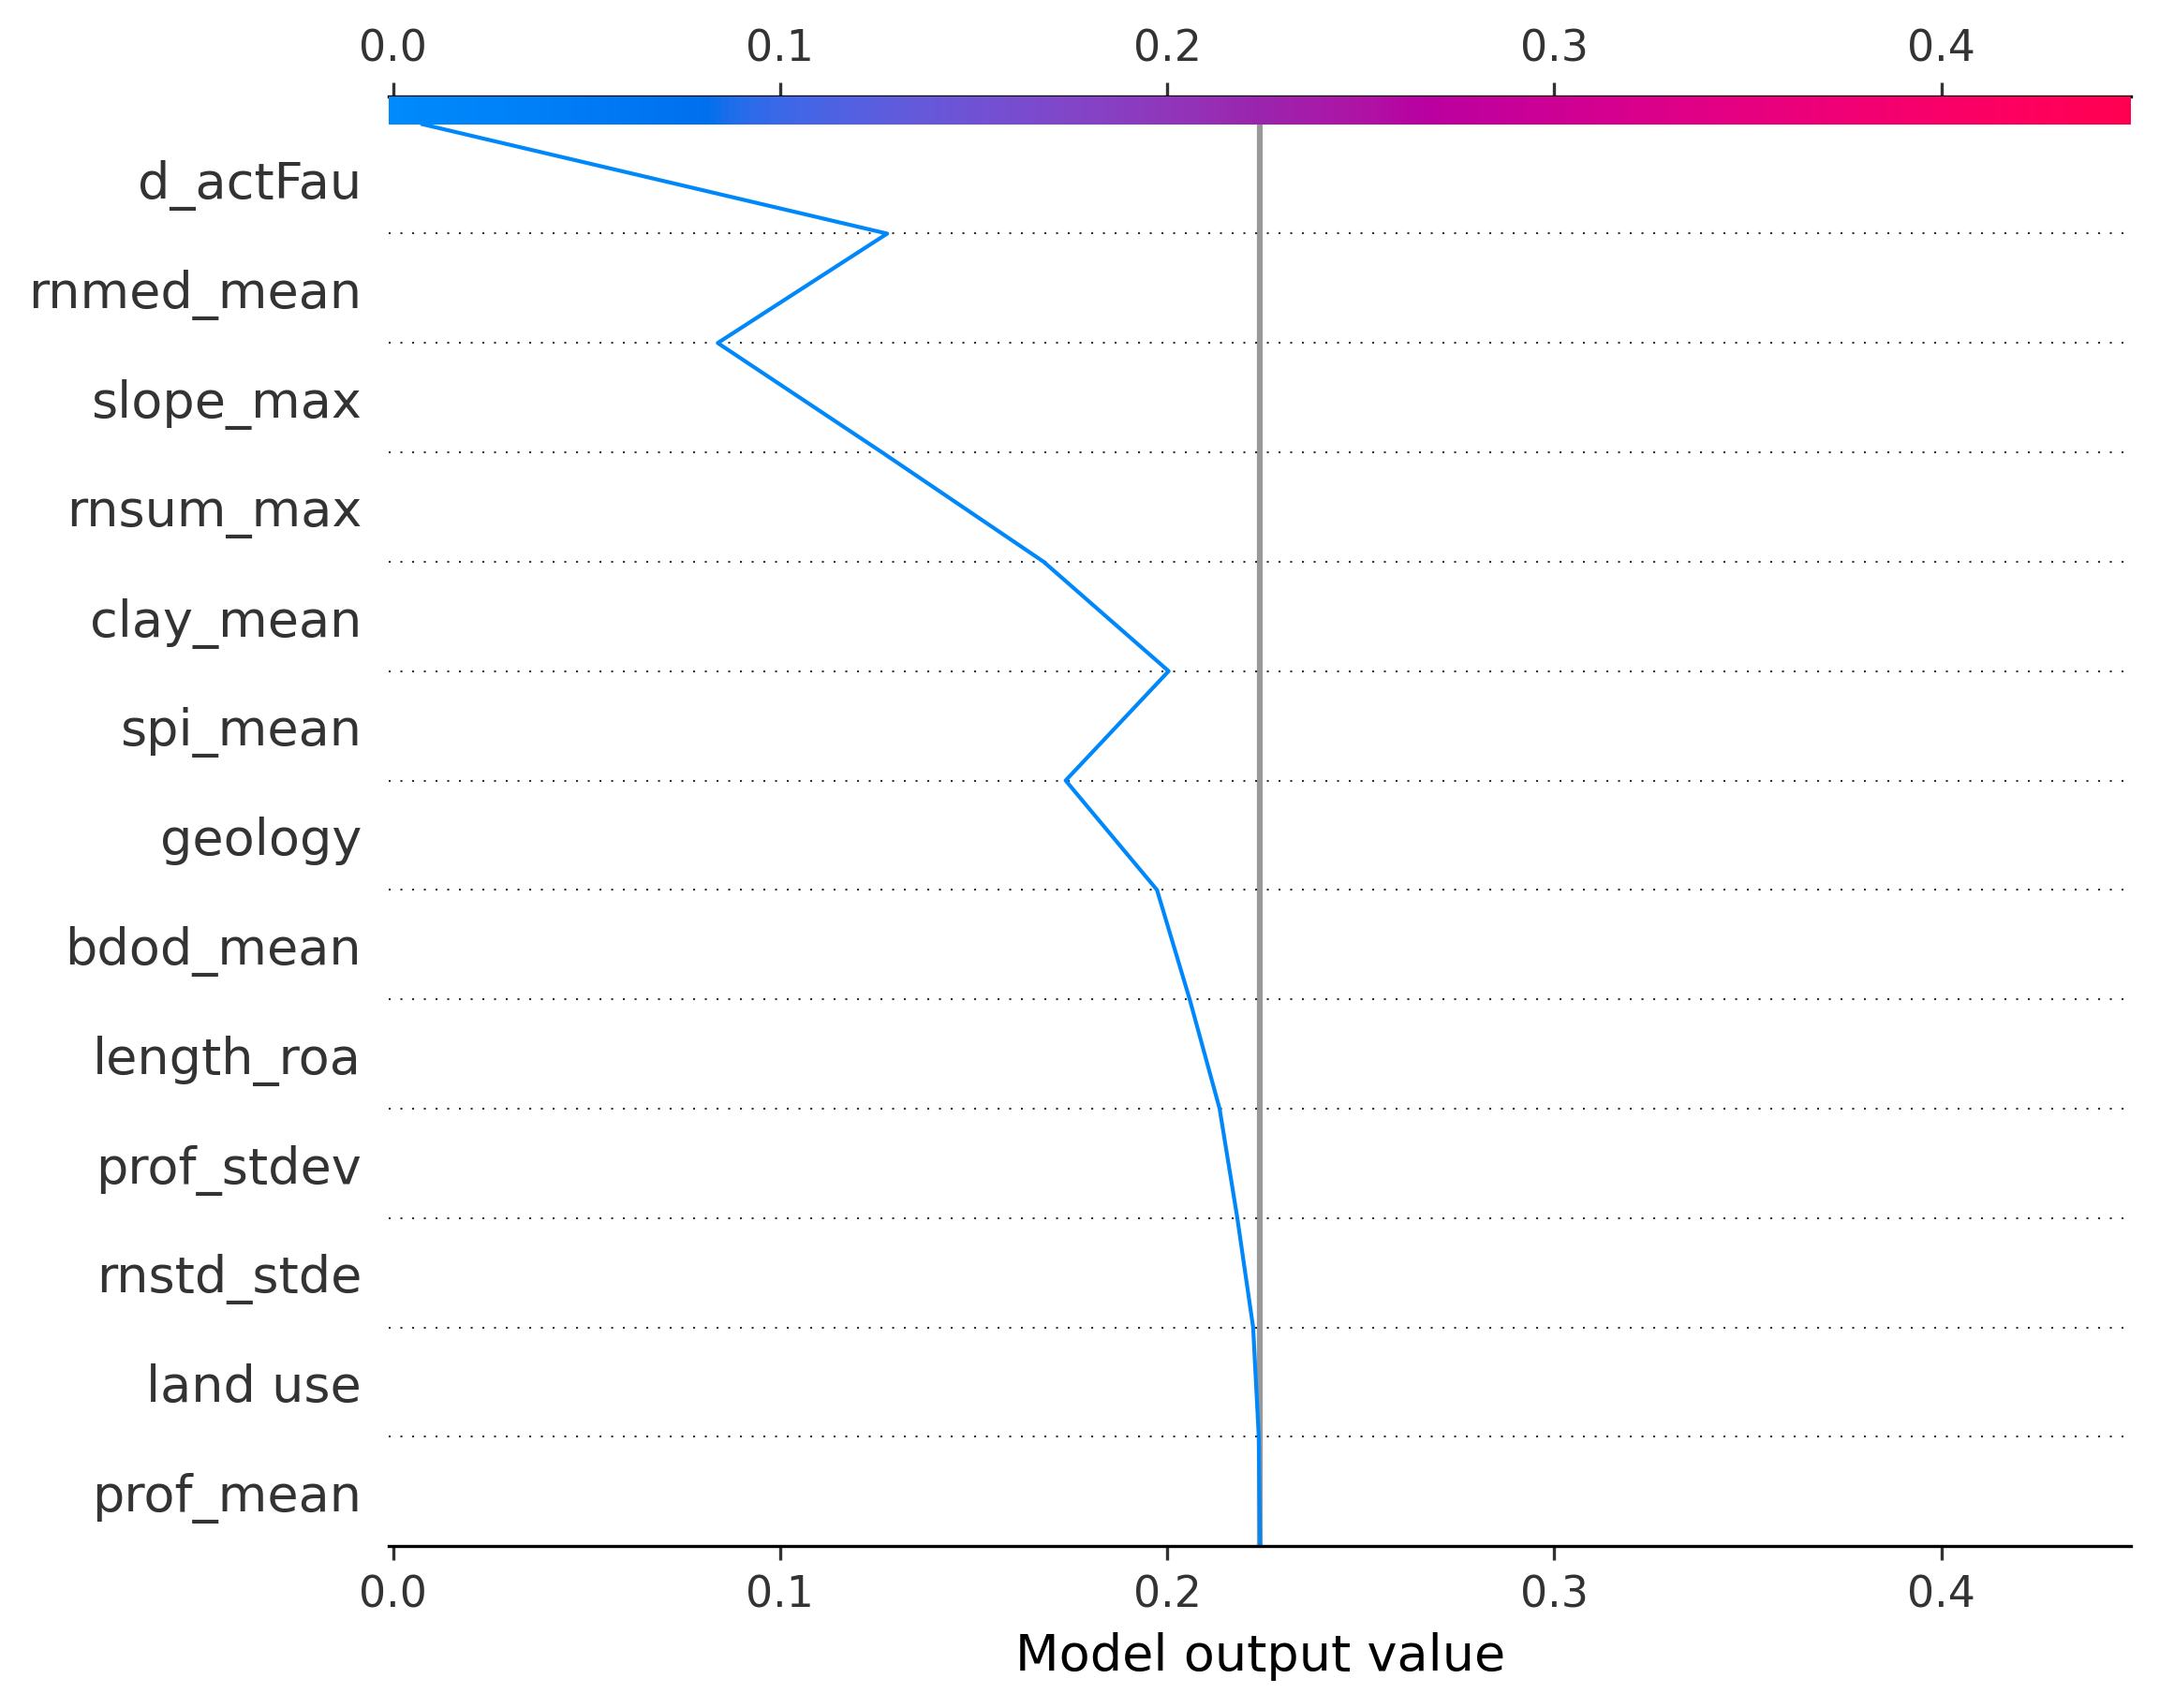 0.0 0.1 0.2 0.3 0.4
d_actFau
rnmed_mean
slope_max
rnsum_max
clay_mean
spi_mean
geology
bdod_mean
length_roa
prof_stdev
rnstd_stde
land use
prof_mean
0.0 0.1 0.2 0.3 0.4
Model output value